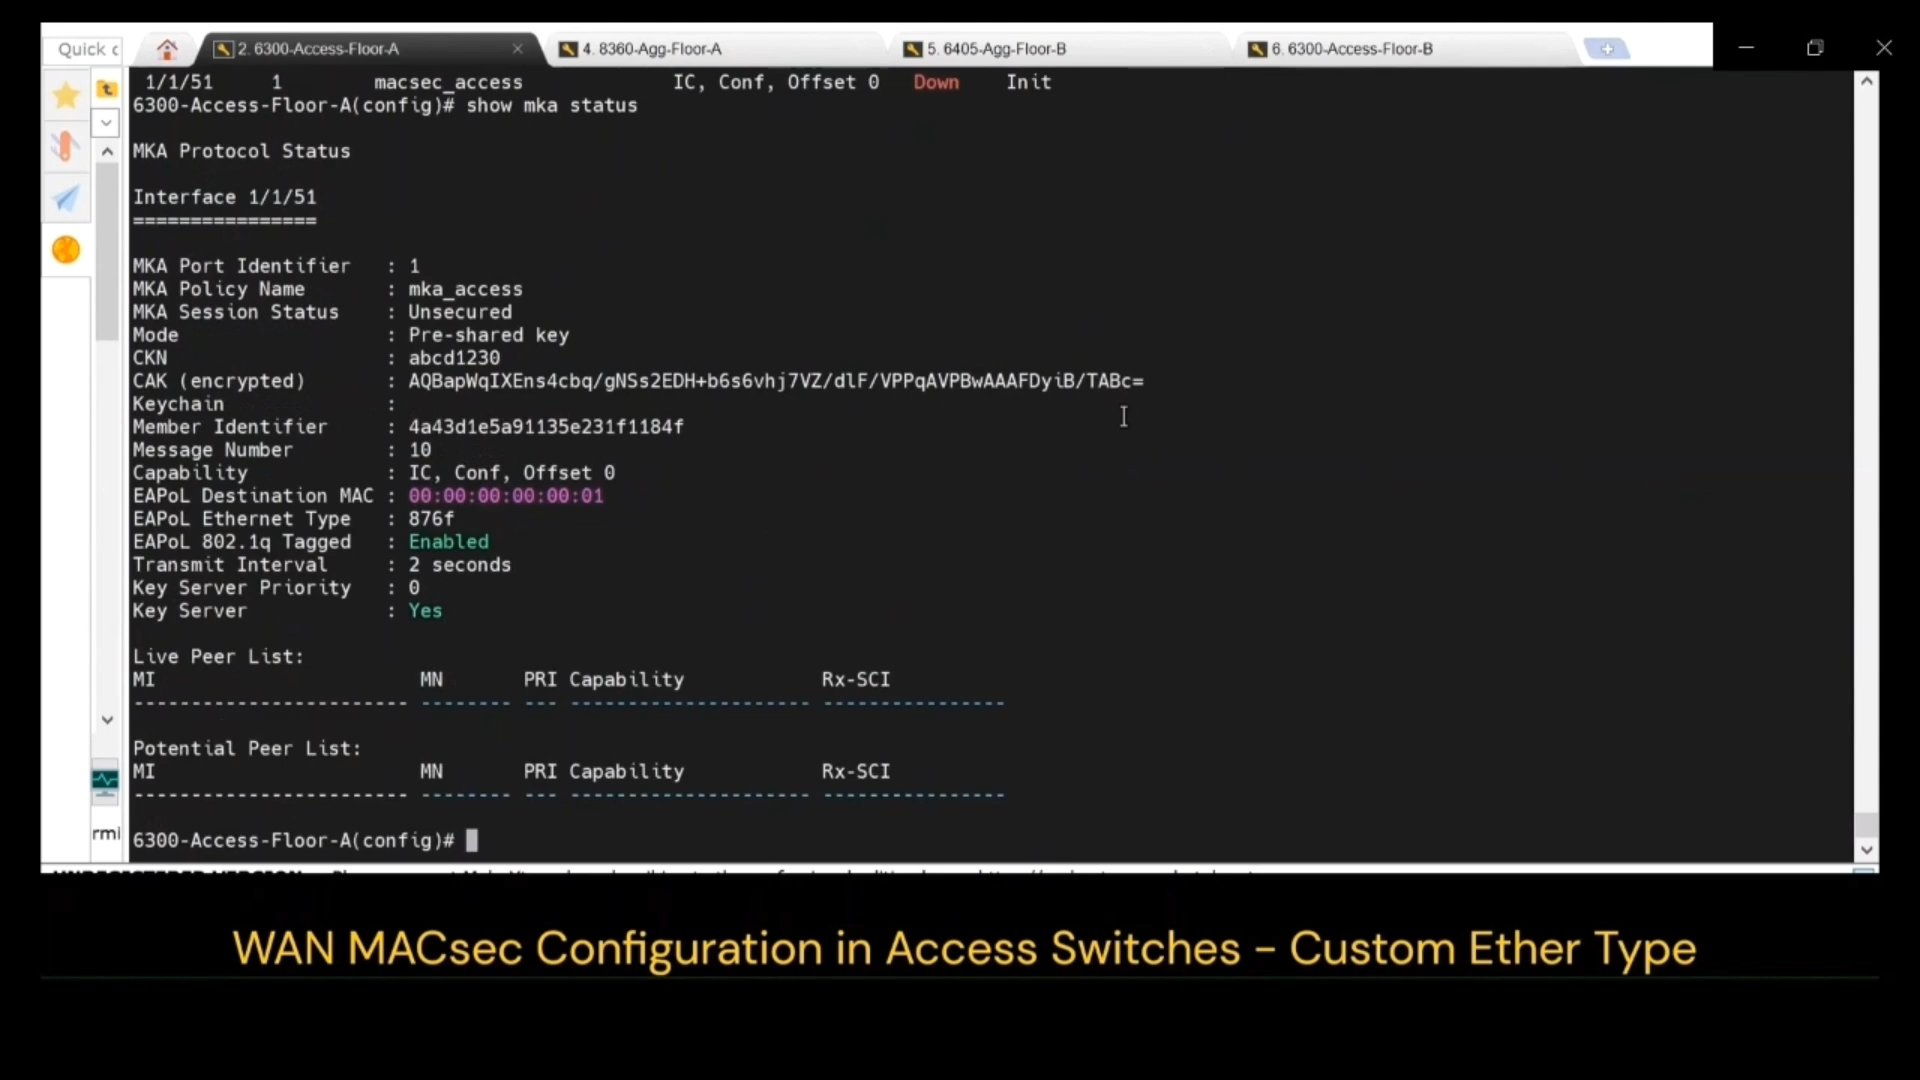 Quick c
2. 6300-Access-Floor-A
4. 8360-Agg-Floor-A
5. 6405-Agg-Floor-B
6. 6300-Access-Floor-B
1/1/51 1 macsec_access IC, Conf, Offset 0 Down Init
6300-Access-Floor-A(config)# show mka status
MKA Protocol Status
Interface 1/1/51
================
MKA Port Identifier : 1
MKA Policy Name : mka_access
MKA Session Status : Unsecured
Mode : Pre-shared key
CKN : abcd1230
CAK (encrypted) : AQBapWqIXEns4cbq/gNSs2EDH+b6s6vhj7VZ/dlF/VPPqAVPBwAAAFDyiB/TABc=
Keychain :
Member Identifier : 4a43d1e5a91135e231f1184f
Message Number : 10
Capability : IC, Conf, Offset 0
EAPoL Destination MAC : 00:00:00:00:00:01
EAPoL Ethernet Type : 876f
EAPoL 802.1q Tagged : Enabled
Transmit Interval : 2 seconds
Key Server Priority : 0
Key Server : Yes
Live Peer List:
MI MN PRI Capability Rx-SCI
------------------------ -------- --- --------------------- ----------------
Potential Peer List:
MI MN PRI Capability Rx-SCI
------------------------ -------- --- --------------------- ----------------
rmi
6300-Access-Floor-A(config)#
WAN MACsec Configuration in Access Switches - Custom Ether Type